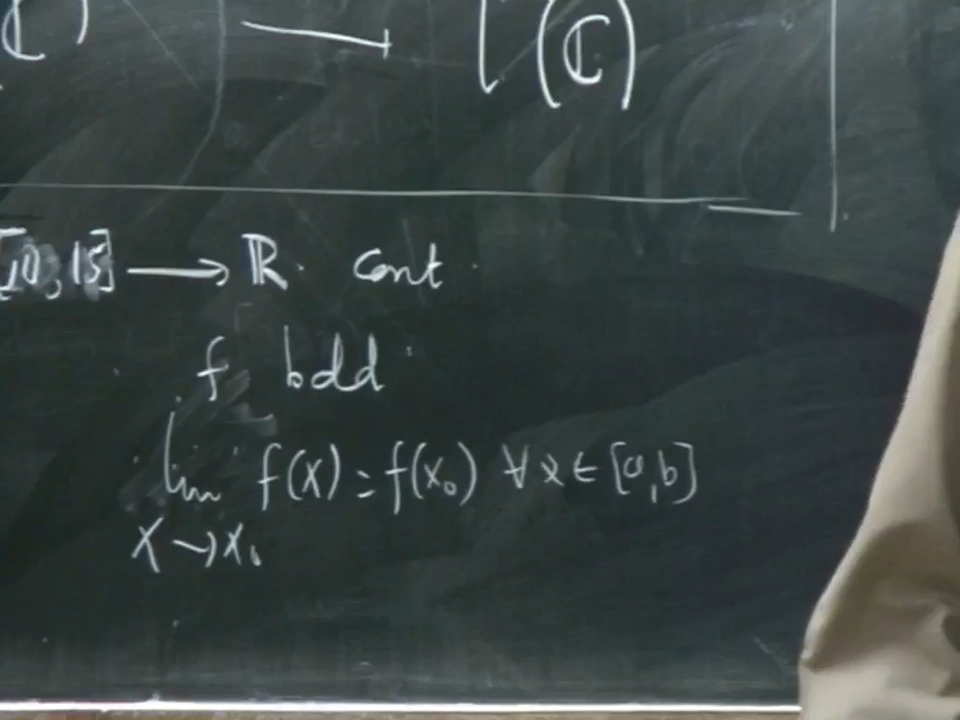 (ℂ)
⟶ ℝ. cont.
f bdd.
lim f(x) = f(x₀) ∀ x ∈ [a,b]
x → x₀